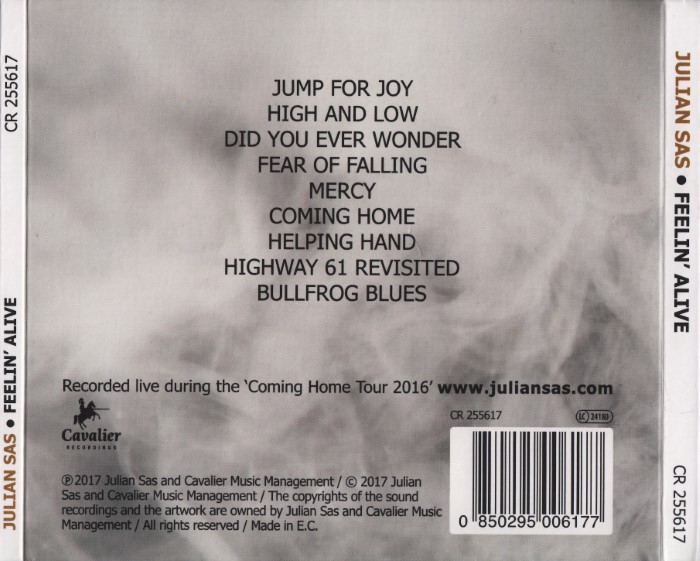 CR 255617
JULIAN SAS • FEELIN' ALIVE
JUMP FOR JOY
HIGH AND LOW
DID YOU EVER WONDER
FEAR OF FALLING
MERCY
COMING HOME
HELPING HAND
HIGHWAY 61 REVISITED
BULLFROG BLUES
Recorded live during the ‘Coming Home Tour 2016’ www.juliansas.com
Cavalier
RECORDINGS
CR 255617
LC 24180
℗ 2017 Julian Sas and Cavalier Music Management / © 2017 Julian
Sas and Cavalier Music Management / The copyrights of the sound
recordings and the artwork are owned by Julian Sas and Cavalier Music
Management / All rights reserved / Made in E.C.
0 850295 006177
JULIAN SAS • FEELIN' ALIVE
CR 255617